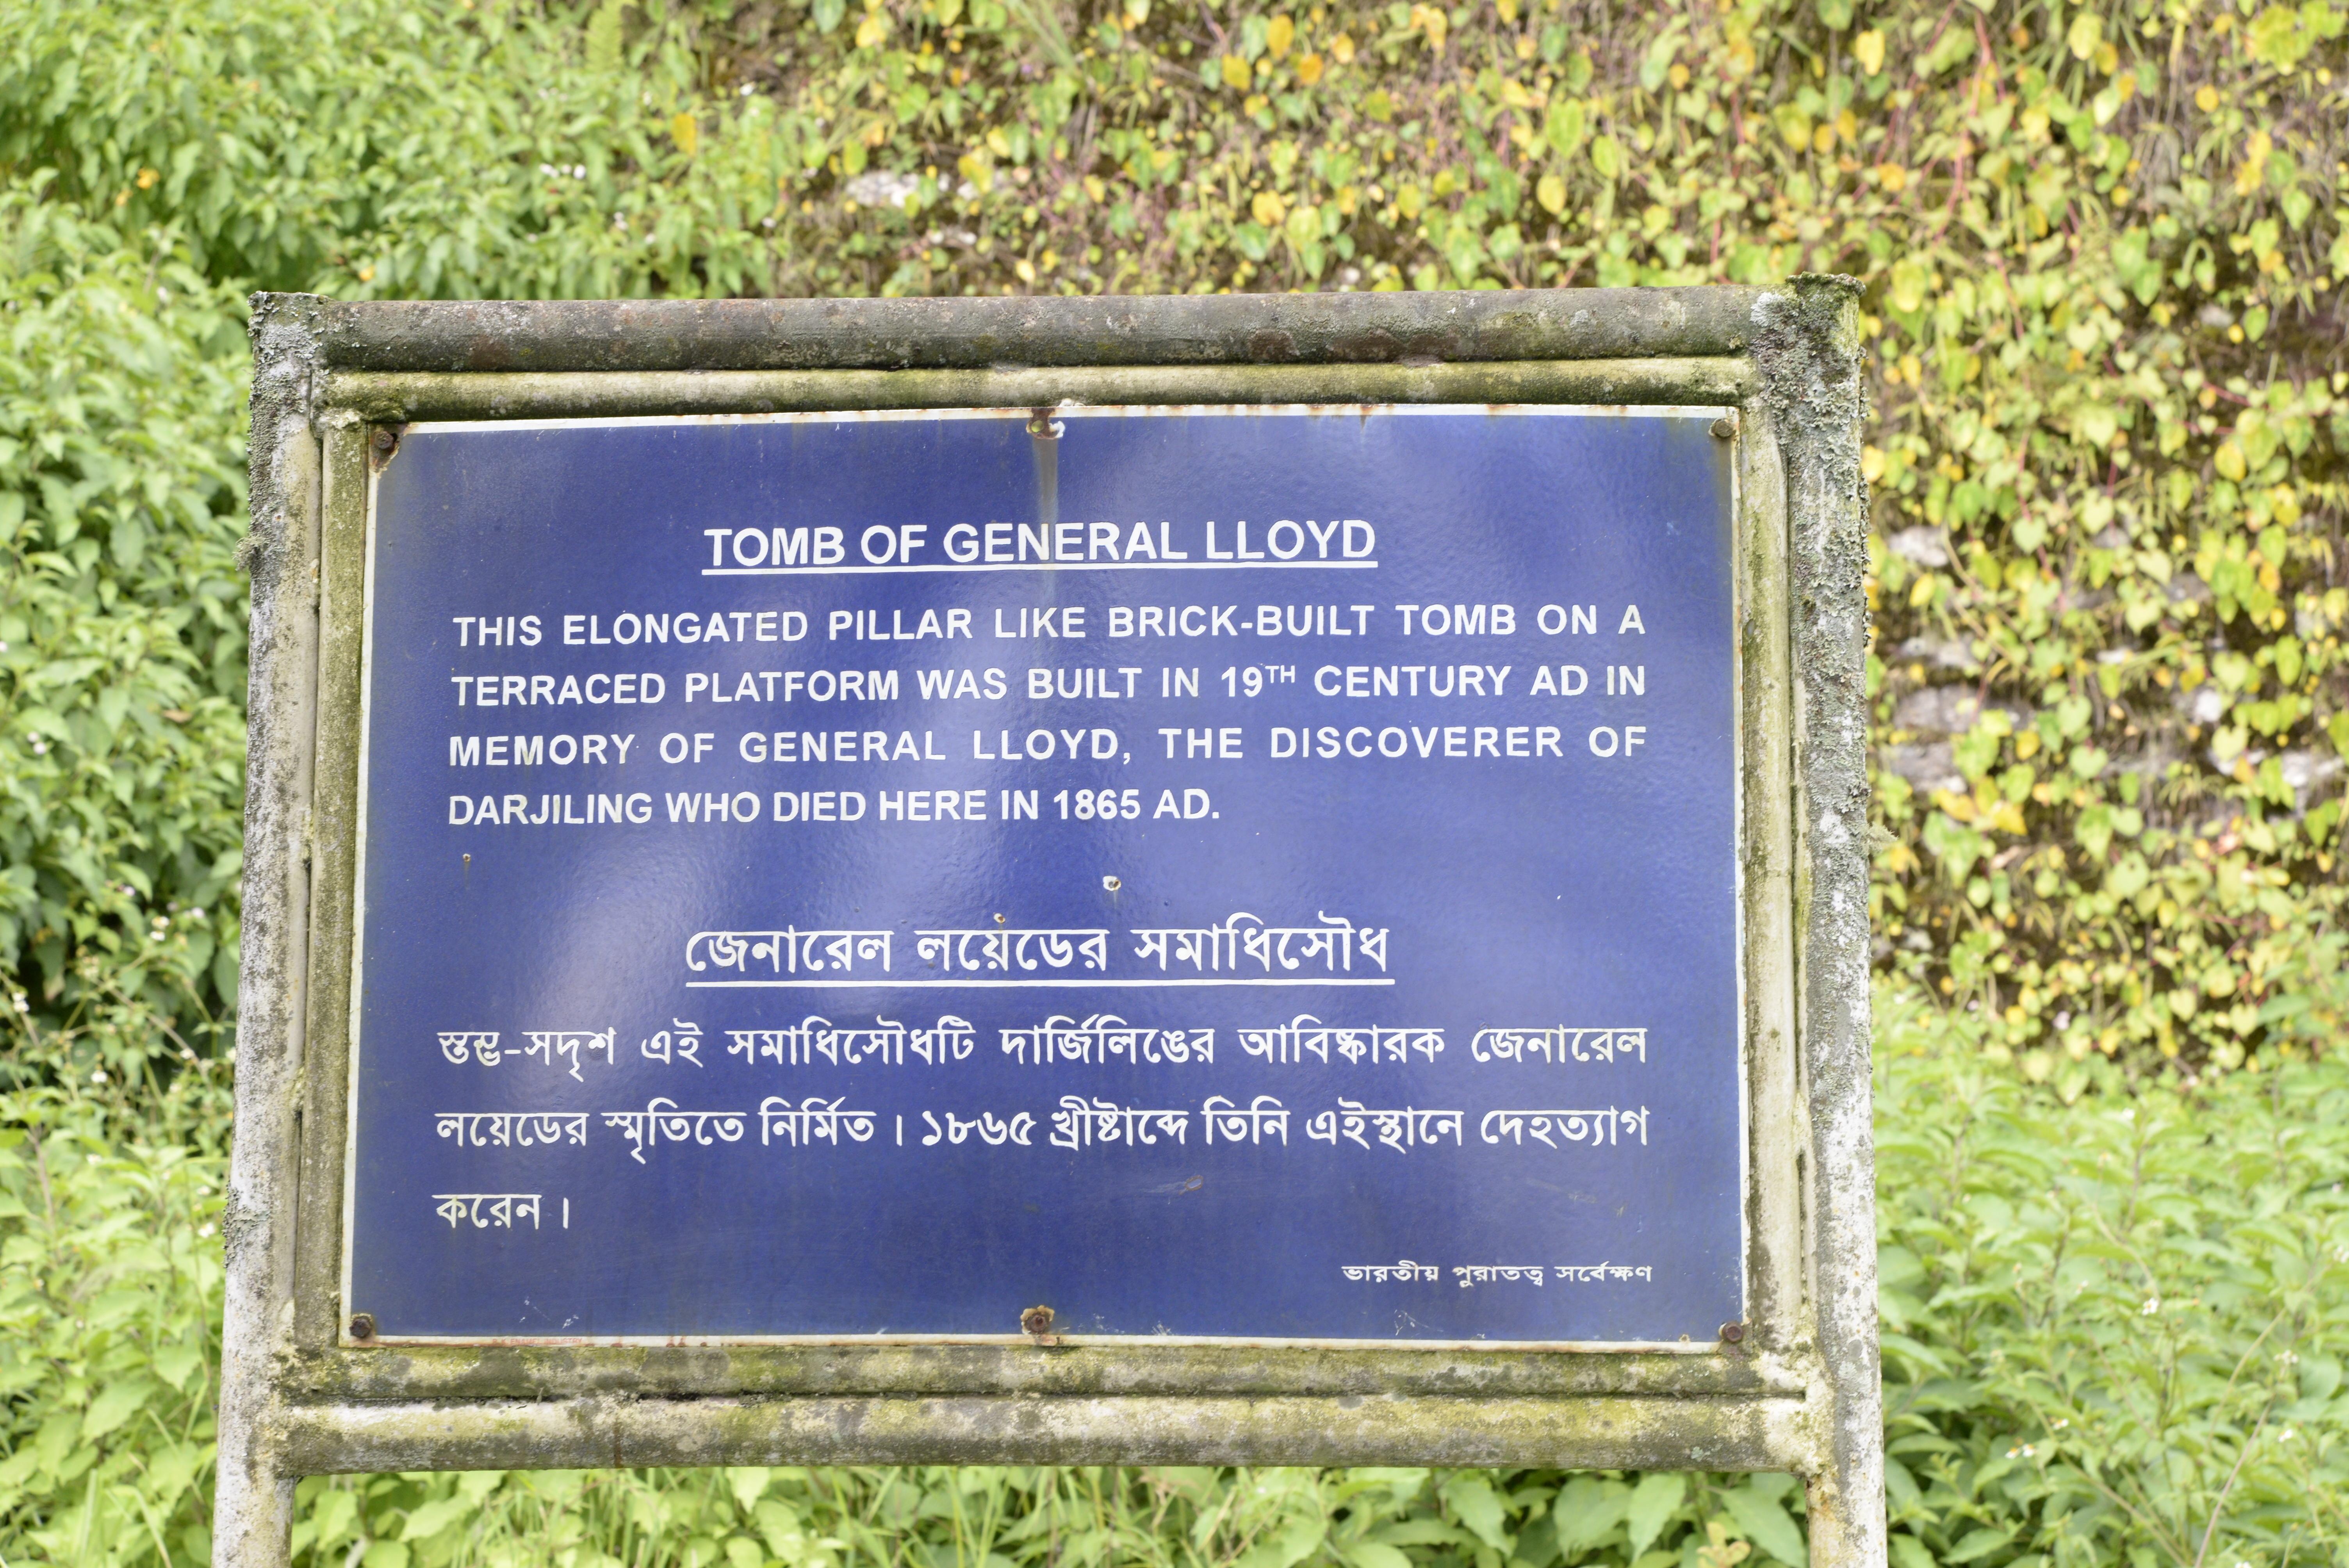 TOMB OF GENERAL LLOYD
THIS ELONGATED PILLAR LIKE BRICK-BUILT TOMB ON A
TERRACED PLATFORM WAS BUILT IN 19TH CENTURY AD IN
MEMORY OF GENERAL LLOYD, THE DISCOVERER OF
DARJILING WHO DIED HERE IN 1865 AD.
জেনারেল লয়েডের সমাধিসৌধ
স্তম্ভ-সদৃশ এই সমাধিসৌধটি দার্জিলিঙের আবিষ্কারক জেনারেল
লয়েডের স্মৃতিতে নির্মিত। ১৮৬৫ খ্রীষ্টাব্দে তিনি এইস্থানে দেহত্যাগ
করেন।
ভারতীয় পুরাতত্ত্ব সর্বেক্ষণ